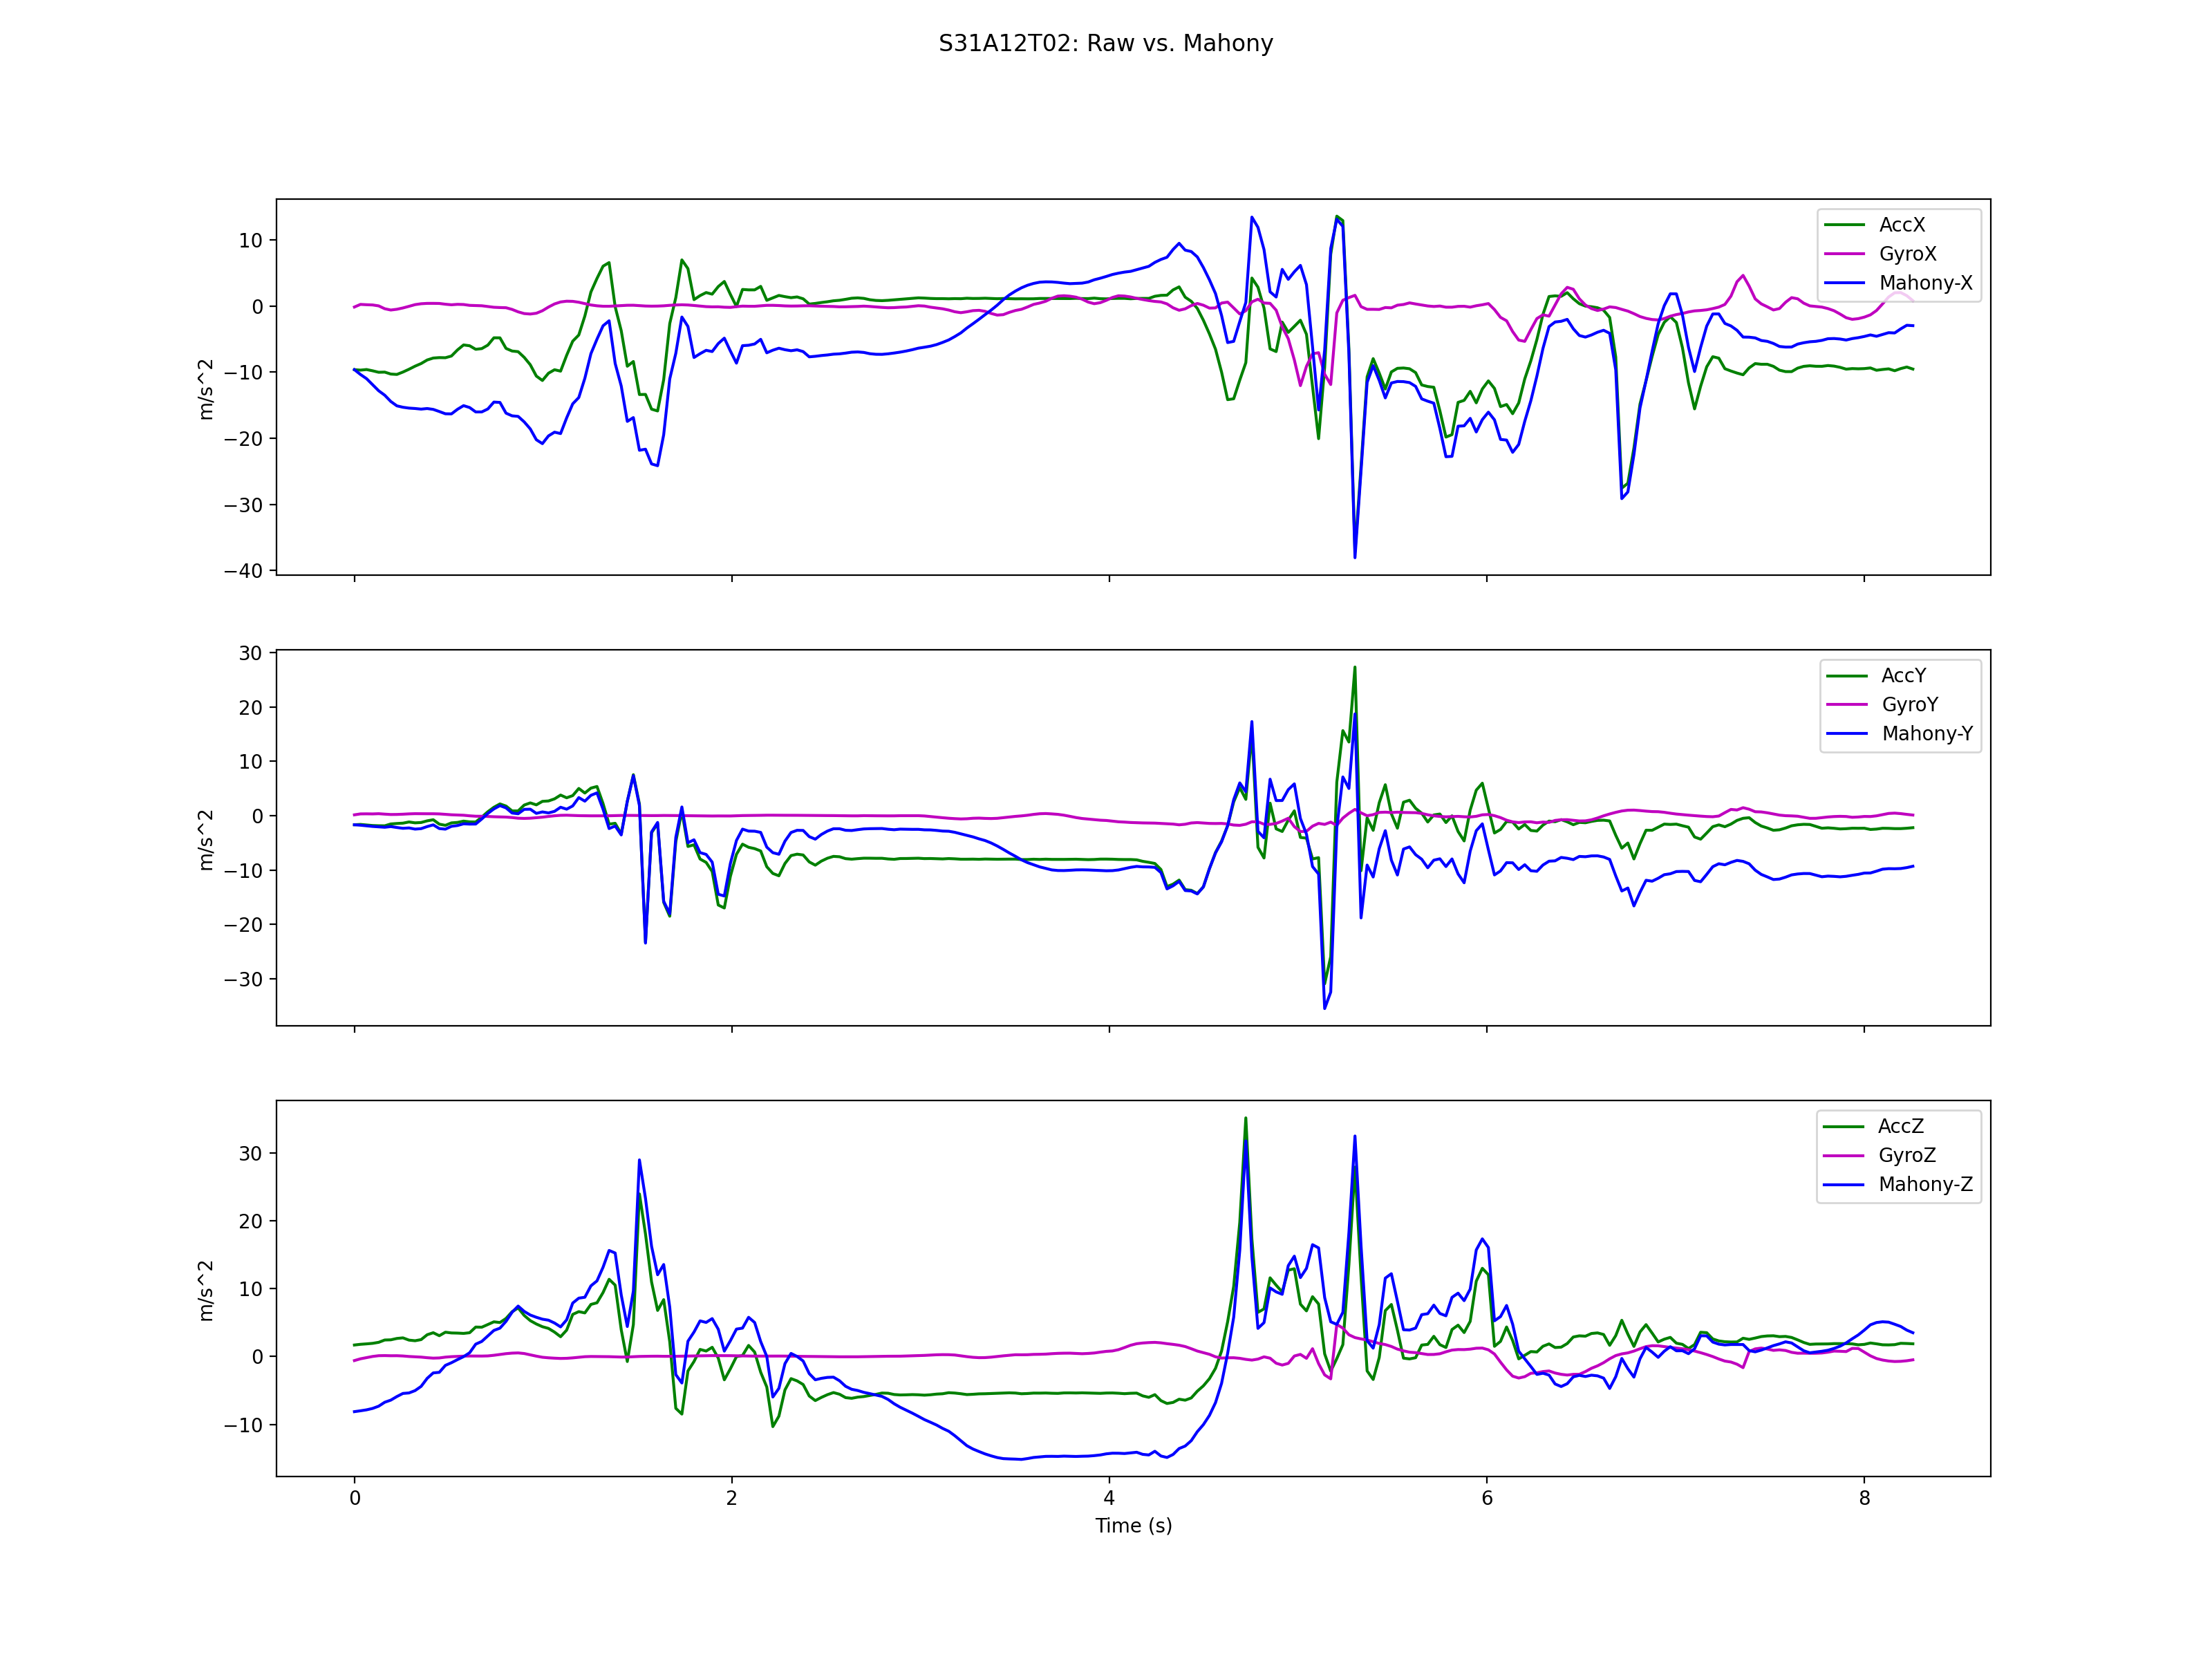 S31A12T02: Raw vs. Mahony
AccX
GyroX
Mahony-X
10
0
−10
−20
−30
−40
m/s^2
AccY
GyroY
Mahony-Y
30
20
10
0
−10
−20
−30
m/s^2
AccZ
GyroZ
Mahony-Z
30
20
10
0
−10
m/s^2
0 2 4 6 8
Time (s)